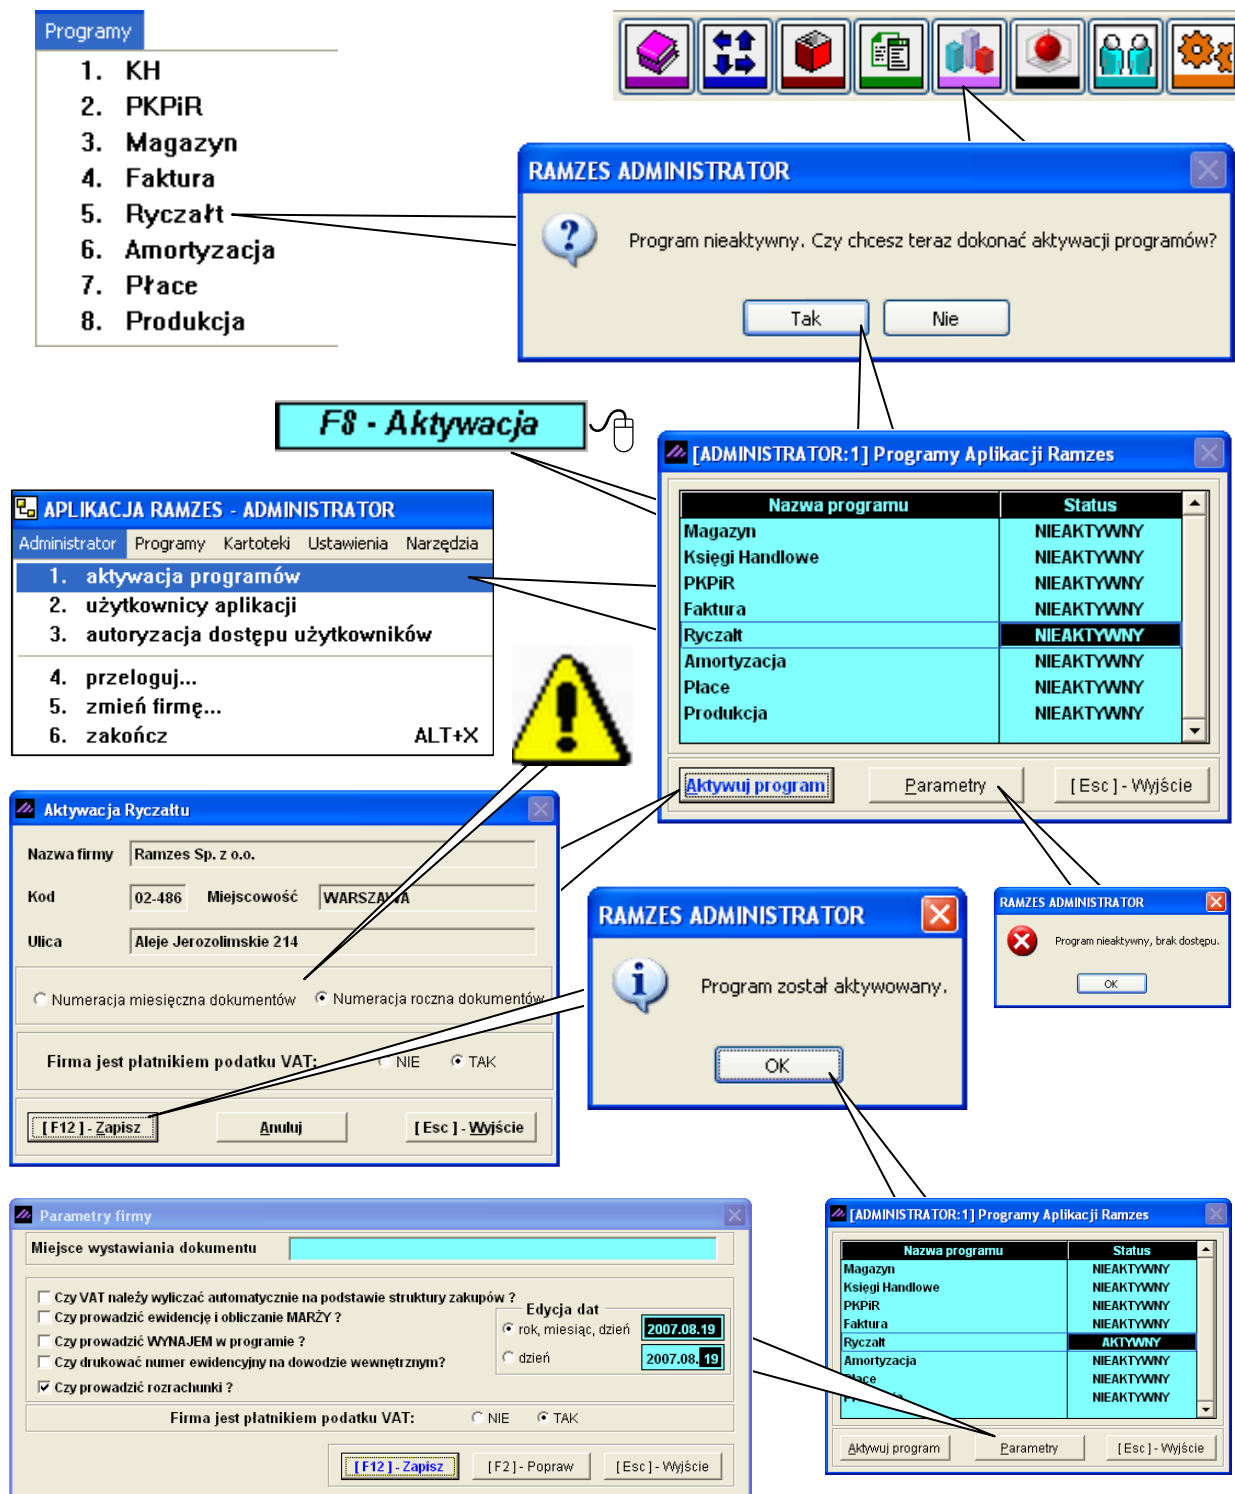 Programy
1. KH
2. PKPiR
3. Magazyn
4. Faktura
5. Ryczałt
6. Amortyzacja
7. Płace
8. Produkcja
RAMZES ADMINISTRATOR
Program nieaktywny. Czy chcesz teraz dokonać aktywacji programów?
Tak Nie
F8 - Aktywacja
APLIKACJA RAMZES - ADMINISTRATOR
Administrator Programy Kartoteki Ustawienia Narzędzia
1. aktywacja programów
2. użytkownicy aplikacji
3. autoryzacja dostępu użytkowników
4. przeloguj...
5. zmień firmę...
6. zakończ ALT+X
[ADMINISTRATOR:1] Programy Aplikacji Ramzes
Nazwa programu Status
Magazyn NIEAKTYWNY
Księgi Handlowe NIEAKTYWNY
PKPiR NIEAKTYWNY
Faktura NIEAKTYWNY
Ryczałt NIEAKTYWNY
Amortyzacja NIEAKTYWNY
Płace NIEAKTYWNY
Produkcja NIEAKTYWNY
Aktywuj program Parametry [ Esc ] - Wyjście
Aktywacja Ryczałtu
Nazwa firmy Ramzes Sp. z o.o.
Kod 02-486 Miejscowość WARSZAWA
Ulica Aleje Jerozolimskie 214
Numeracja miesięczna dokumentów Numeracja roczna dokumentów
Firma jest płatnikiem podatku VAT: NIE TAK
[ F12 ] - Zapisz Anuluj [ Esc ] - Wyjście
RAMZES ADMINISTRATOR
Program został aktywowany.
OK
RAMZES ADMINISTRATOR
Program nieaktywny, brak dostępu.
OK
Parametry firmy
Miejsce wystawiania dokumentu
Czy VAT należy wyliczać automatycznie na podstawie struktury zakupów ?
Czy prowadzić ewidencję i obliczanie MARŻY ?
Czy prowadzić WYNAJEM w programie ?
Czy drukować numer ewidencyjny na dowodzie wewnętrznym?
Czy prowadzić rozrachunki ?
Edycja dat
rok, miesiąc, dzień 2007.08.19
dzień 2007.08.19
Firma jest płatnikiem podatku VAT: NIE TAK
[ F12 ] - Zapisz [ F2 ] - Popraw [ Esc ] - Wyjście
[ADMINISTRATOR:1] Programy Aplikacji Ramzes
Nazwa programu Status
Magazyn NIEAKTYWNY
Księgi Handlowe NIEAKTYWNY
PKPiR NIEAKTYWNY
Faktura NIEAKTYWNY
Ryczałt AKTYWNY
Amortyzacja NIEAKTYWNY
Płace NIEAKTYWNY
NIEAKTYWNY
Aktywuj program Parametry [ Esc ] - Wyjście